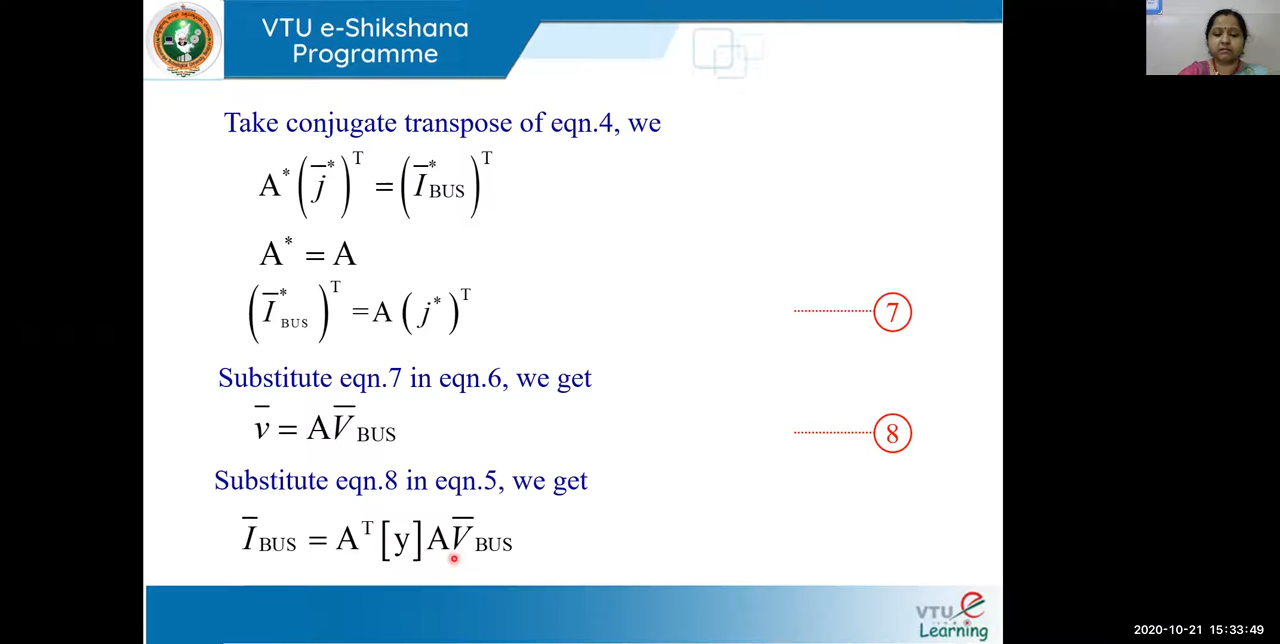 VTU e-Shikshana
Programme
Take conjugate transpose of eqn.4, we
A* (j̅*)ᵀ = (I̅*BUS)ᵀ
A* = A
(I̅*BUS)ᵀ = A (j*)ᵀ
7
Substitute eqn.7 in eqn.6, we get
v̅ = AV̅BUS
8
Substitute eqn.8 in eqn.5, we get
I̅BUS = Aᵀ[y]AV̅BUS
VTU e
Learning
2020-10-21 15:33:49